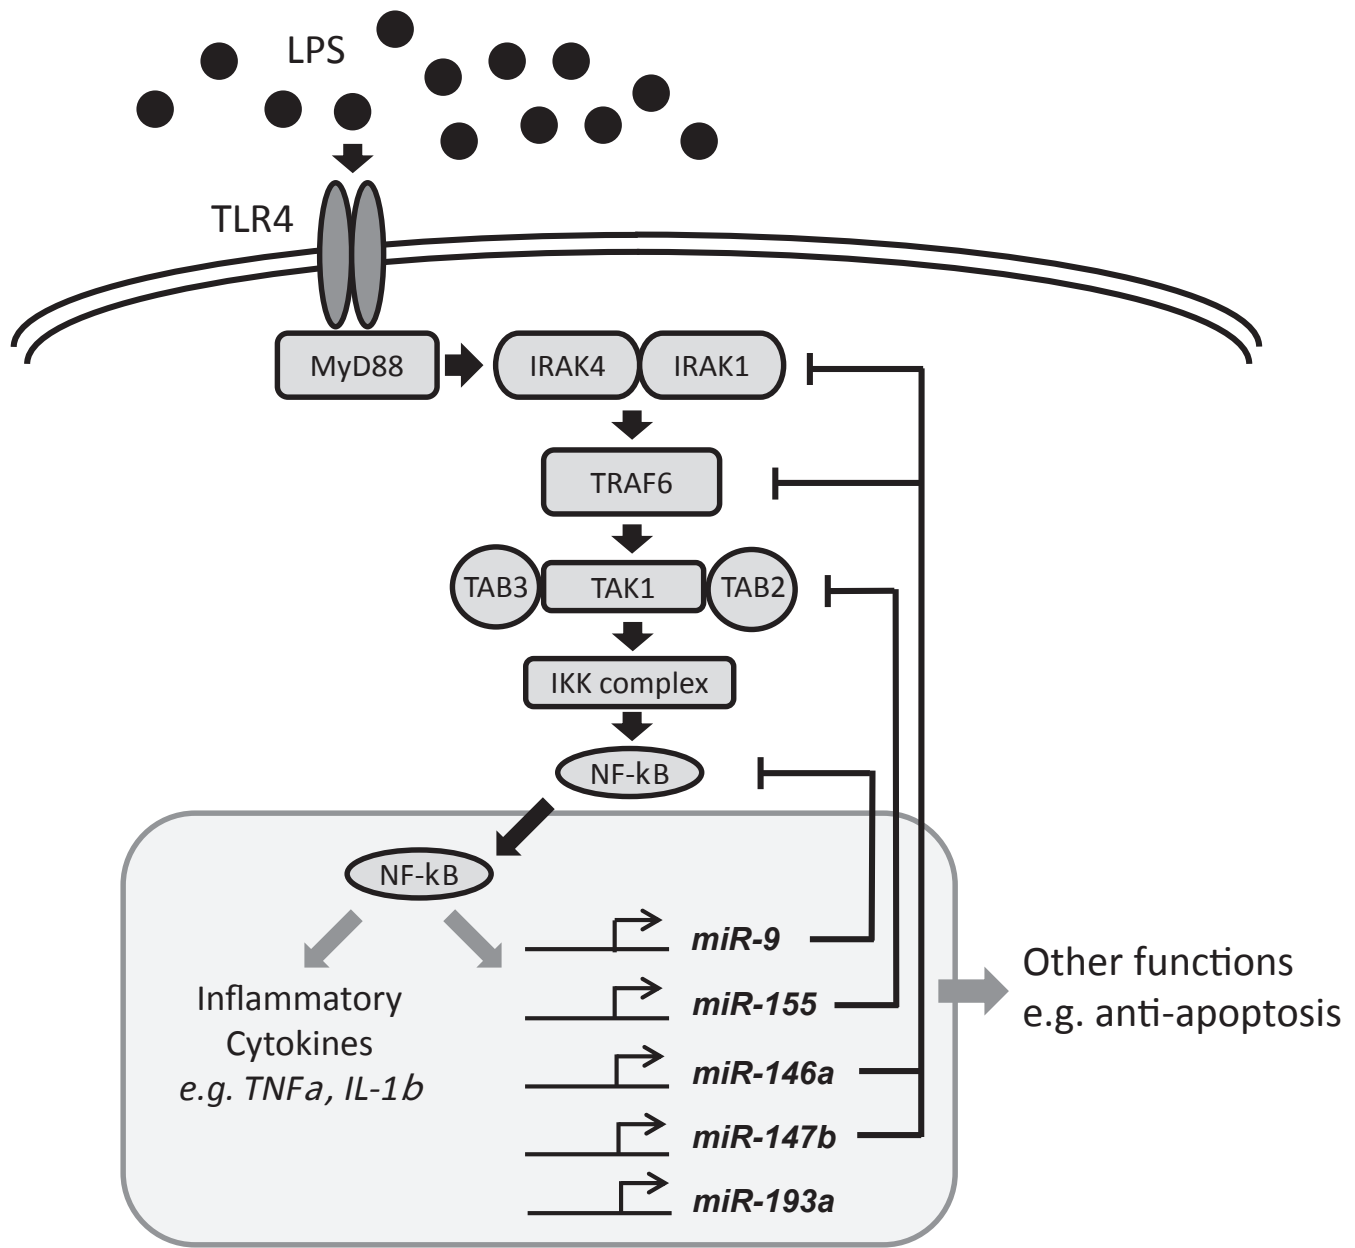 LPS
TLR4
MyD88
IRAK4
IRAK1
TRAF6
TAB3
TAK1
TAB2
IKK complex
NF-kB
NF-kB
Inflammatory
Cytokines
e.g. TNFa, IL-1b
miR-9
miR-155
miR-146a
miR-147b
miR-193a
Other functions
e.g. anti-apoptosis